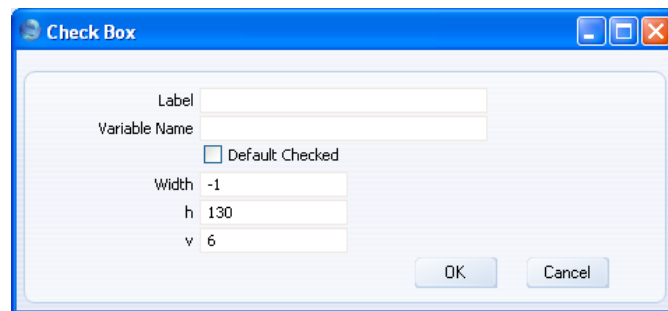 Check Box
Label
Variable Name
Default Checked
Width -1
h 130
v 6
OK Cancel